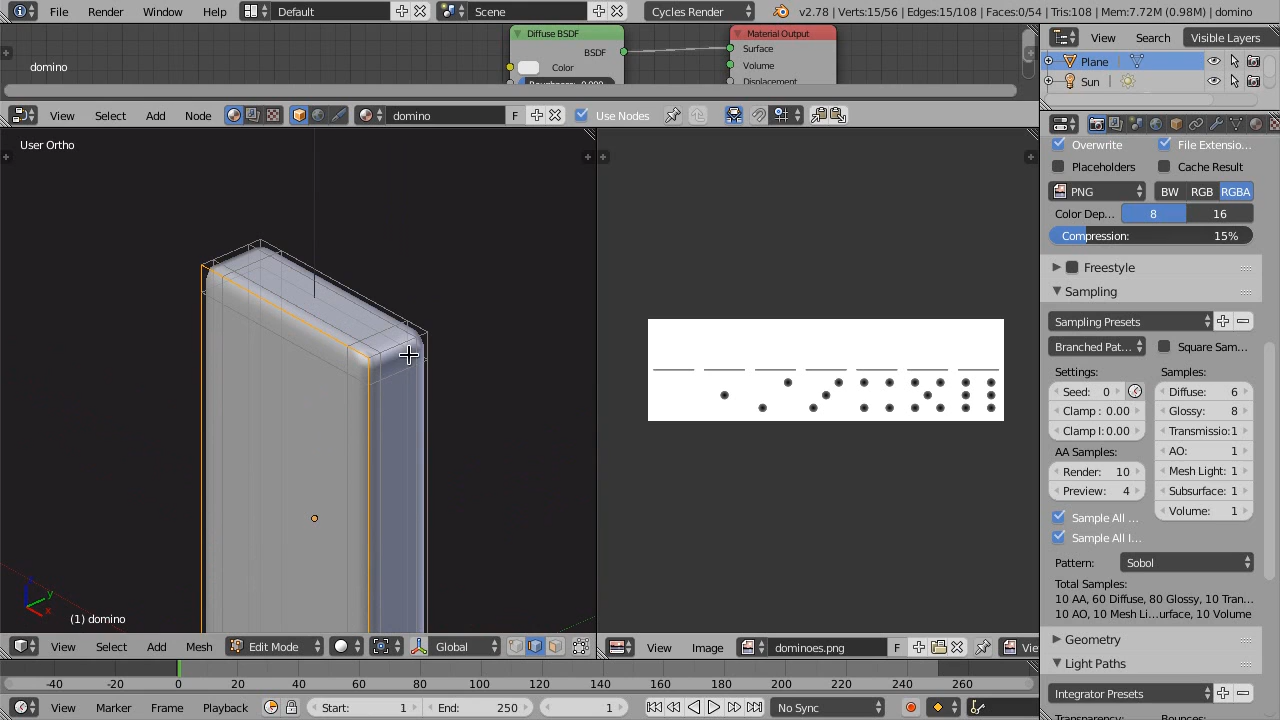 File Render Window Help Default Scene Cycles Render v2.78 | Verts:15/56 | Edges:15/108 | Faces:0/54 | Tris:108 | Mem:7.72M (0.98M) | domino
Diffuse BSDF
BSDF
Color
Material Output
Surface
Volume
Displacement
domino
View Search Visible Layers
Plane
Sun
View Select Add Node domino F Use Nodes
User Ortho
(1) domino
View Select Add Mesh Edit Mode Global
View Image dominoes.png F
-40 -20 0 20 40 60 80 100 120 140 160 180 200 220 240 260
View Marker Frame Playback Start: 1 End: 250 1 No Sync
Overwrite File Extensio...
Placeholders Cache Result
PNG BW RGB RGBA
Color Dep... 8 16
Compression: 15%
Freestyle
Sampling
Sampling Presets
Branched Pat... Square Sam...
Settings: Samples:
Seed: 0 Diffuse: 6
Clamp : 0.00 Glossy: 8
Clamp I: 0.00 Transmissio: 1
AA Samples: AO: 1
Render: 10 Mesh Light: 1
Preview: 4 Subsurface: 1
Volume: 1
Sample All ...
Sample All I...
Pattern: Sobol
Total Samples:
10 AA, 60 Diffuse, 80 Glossy, 10 Tran...
10 AO, 10 Mesh Li...urface, 10 Volume
Geometry
Light Paths
Integrator Presets